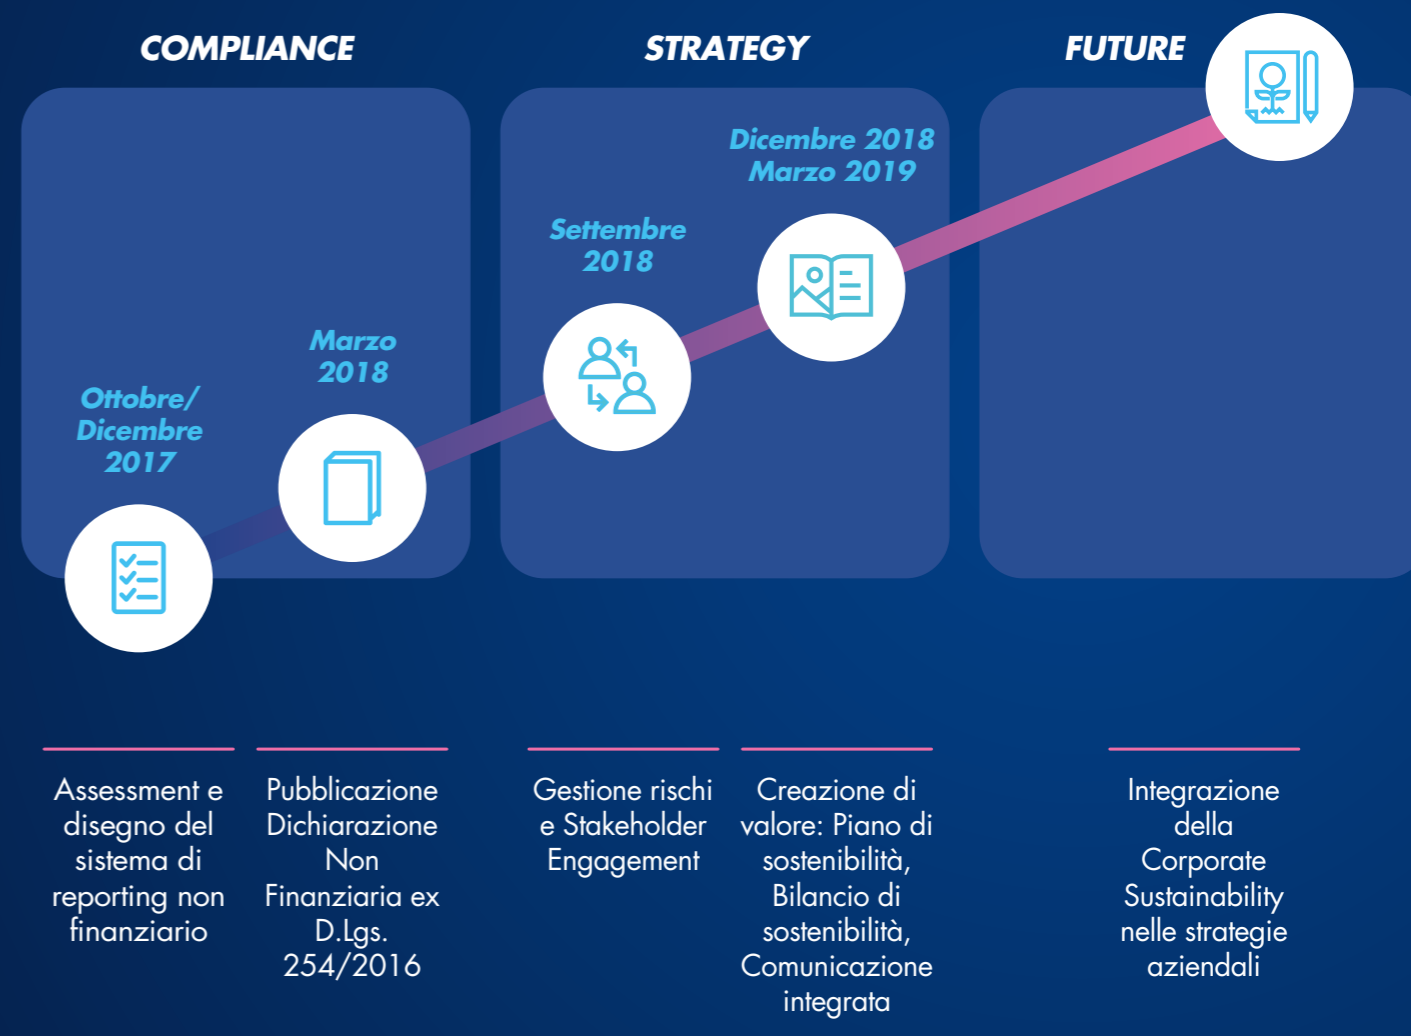 COMPLIANCE
STRATEGY
FUTURE
Ottobre/
Dicembre
2017
Marzo
2018
Settembre
2018
Dicembre 2018
Marzo 2019
Assessment e
disegno del
sistema di
reporting non
finanziario
Pubblicazione
Dichiarazione
Non
Finanziaria ex
D.Lgs.
254/2016
Gestione rischi
e Stakeholder
Engagement
Creazione di
valore: Piano di
sostenibilità,
Bilancio di
sostenibilità,
Comunicazione
integrata
Integrazione
della
Corporate
Sustainability
nelle strategie
aziendali